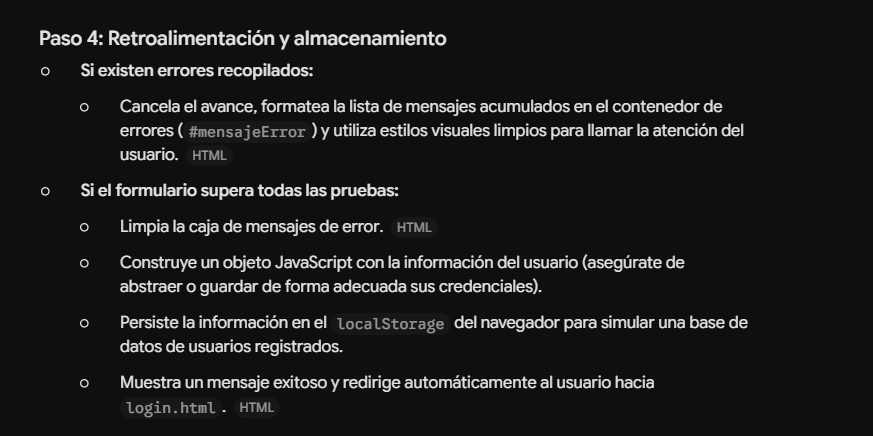 Paso 4: Retroalimentación y almacenamiento
Si existen errores recopilados:
Cancela el avance, formatea la lista de mensajes acumulados en el contenedor de
errores ( #mensajeError ) y utiliza estilos visuales limpios para llamar la atención del
usuario. HTML
Si el formulario supera todas las pruebas:
Limpia la caja de mensajes de error. HTML
Construye un objeto JavaScript con la información del usuario (asegúrate de
abstraer o guardar de forma adecuada sus credenciales).
Persiste la información en el localStorage del navegador para simular una base de
datos de usuarios registrados.
Muestra un mensaje exitoso y redirige automáticamente al usuario hacia
login.html . HTML